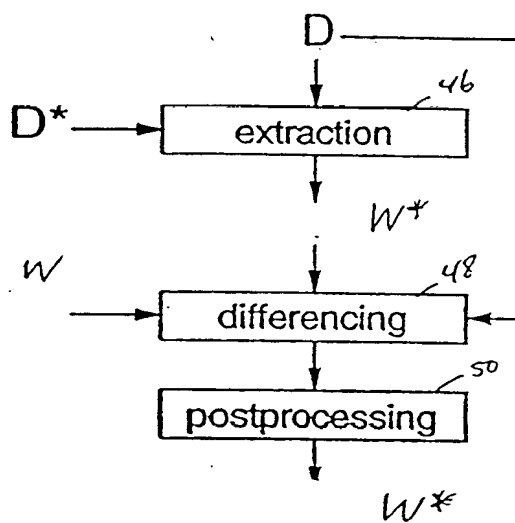 D
46
D*
extraction
W*
W
48
differencing
50
postprocessing
W*